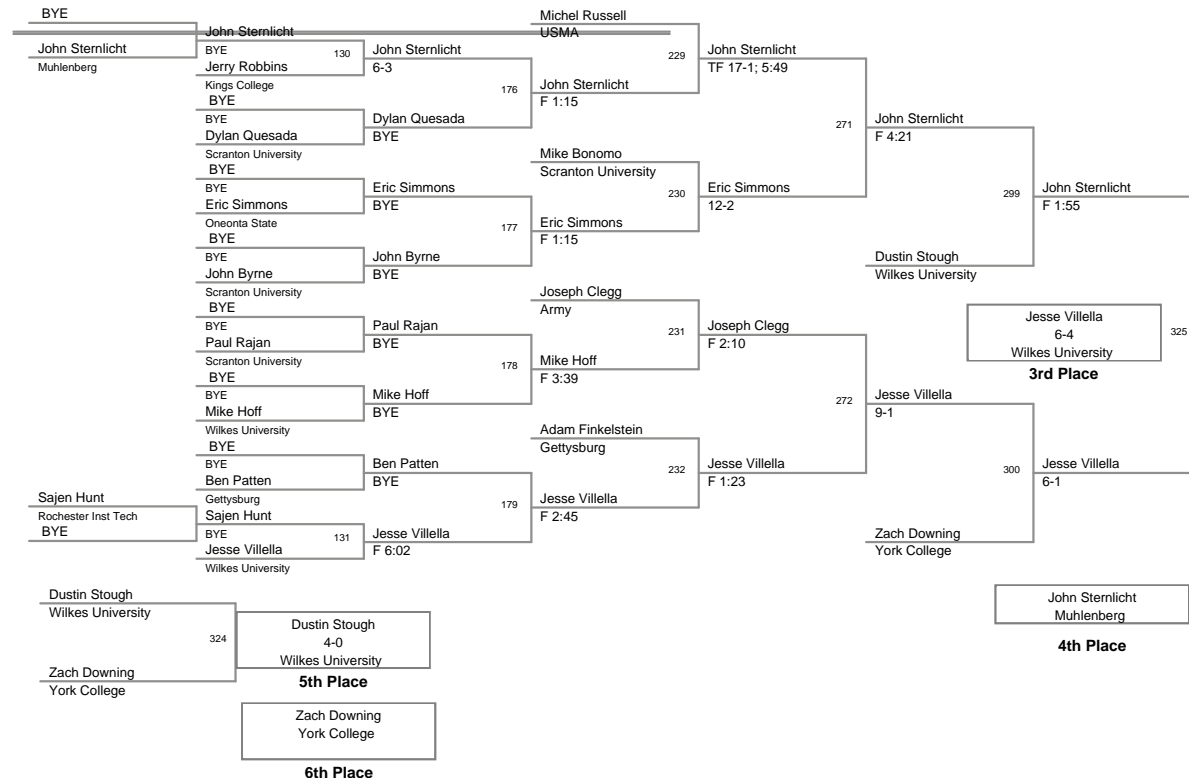 BYE
John Sternlicht
Muhlenberg
John Sternlicht
BYE
Jerry Robbins
Kings College
130
BYE
BYE
Dylan Quesada
Scranton University
BYE
BYE
Eric Simmons
Oneonta State
BYE
BYE
John Byrne
Scranton University
BYE
BYE
Paul Rajan
Scranton University
BYE
BYE
Mike Hoff
Wilkes University
BYE
BYE
Ben Patten
Gettysburg
Sajen Hunt
Rochester Inst Tech
BYE
Sajen Hunt
BYE
Jesse Villella
Wilkes University
131
John Sternlicht
6-3
176
Dylan Quesada
BYE
Eric Simmons
BYE
177
John Byrne
BYE
Paul Rajan
BYE
178
Mike Hoff
BYE
Ben Patten
BYE
179
Jesse Villella
F 6:02
Michel Russell
USMA
229
John Sternlicht
F 1:15
Mike Bonomo
Scranton University
230
Eric Simmons
F 1:15
Joseph Clegg
Army
231
Mike Hoff
F 3:39
Adam Finkelstein
Gettysburg
232
Jesse Villella
F 2:45
John Sternlicht
TF 17-1; 5:49
271
Eric Simmons
12-2
Joseph Clegg
F 2:10
272
Jesse Villella
F 1:23
John Sternlicht
F 4:21
299
Dustin Stough
Wilkes University
Jesse Villella
9-1
300
Zach Downing
York College
John Sternlicht
F 1:55
Jesse Villella
6-4
Wilkes University
325
3rd Place
Jesse Villella
6-1
John Sternlicht
Muhlenberg
4th Place
Dustin Stough
Wilkes University
324
Zach Downing
York College
Dustin Stough
4-0
Wilkes University
5th Place
Zach Downing
York College
6th Place